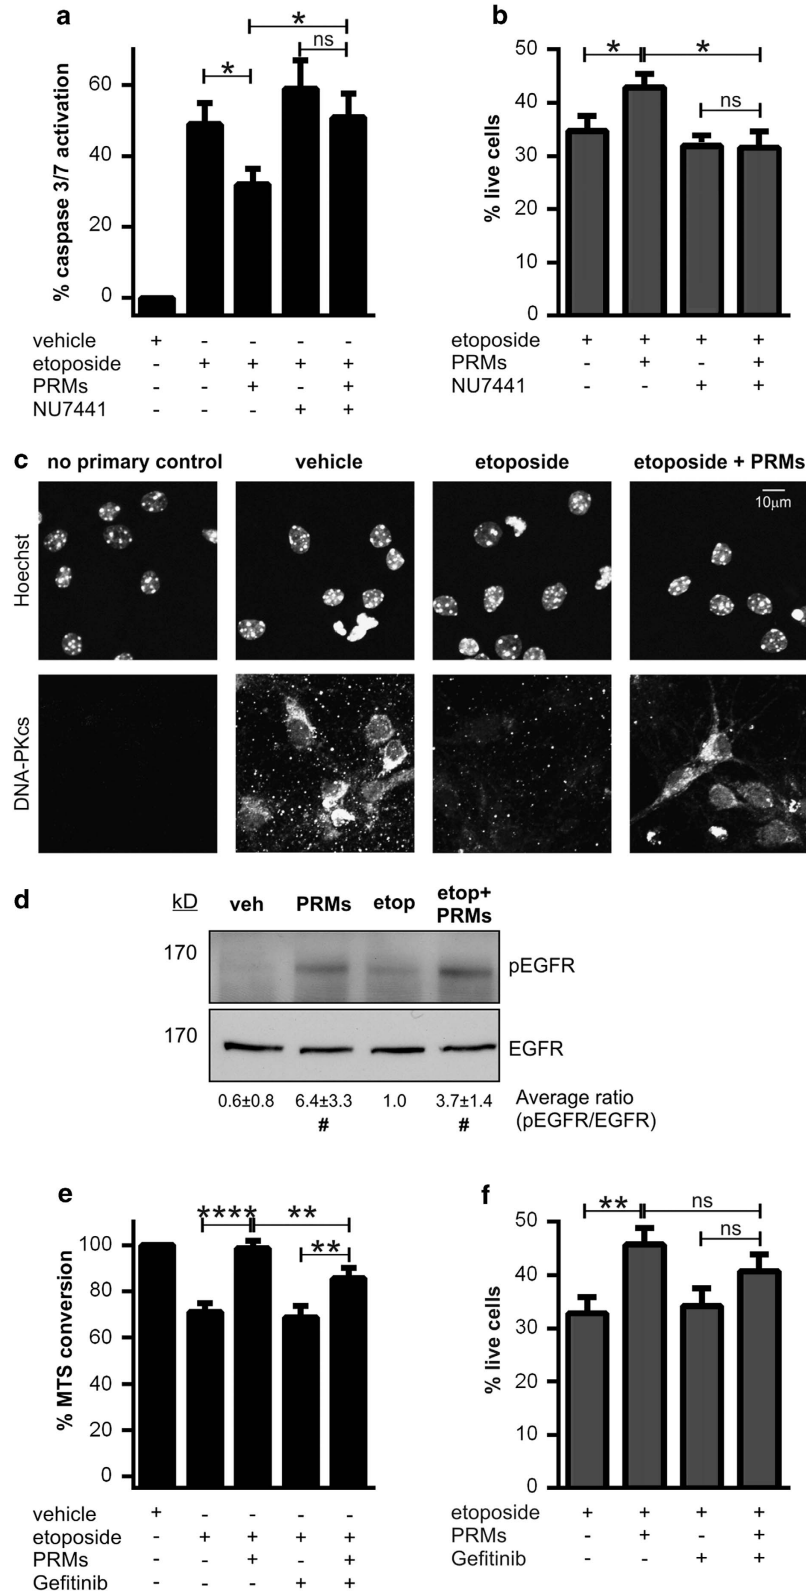 a
*
ns
*
% caspase 3/7 activation
60
40
20
0
vehicle + - - - -
etoposide - + + + +
PRMs - - + - +
NU7441 - - - + +
b
50
* *
40
ns
30
20
10
0
% live cells
etoposide + + + +
PRMs - + - +
NU7441 - - + +
c
no primary control vehicle etoposide etoposide + PRMs
10µm
Hoechst
DNA-PKcs
d
kD veh PRMs etop etop+
PRMs
170 pEGFR
170 EGFR
0.6±0.8 6.4±3.3 1.0 3.7±1.4 Average ratio
# # (pEGFR/EGFR)
e
**** **
**
% MTS conversion
100
80
60
40
20
0
vehicle + - - - -
etoposide - + + + +
PRMs - - + - +
Gefitinib - - - + +
f
** ns
ns
% live cells
50
40
30
20
10
0
etoposide + + + +
PRMs - + - +
Gefitinib - - + +